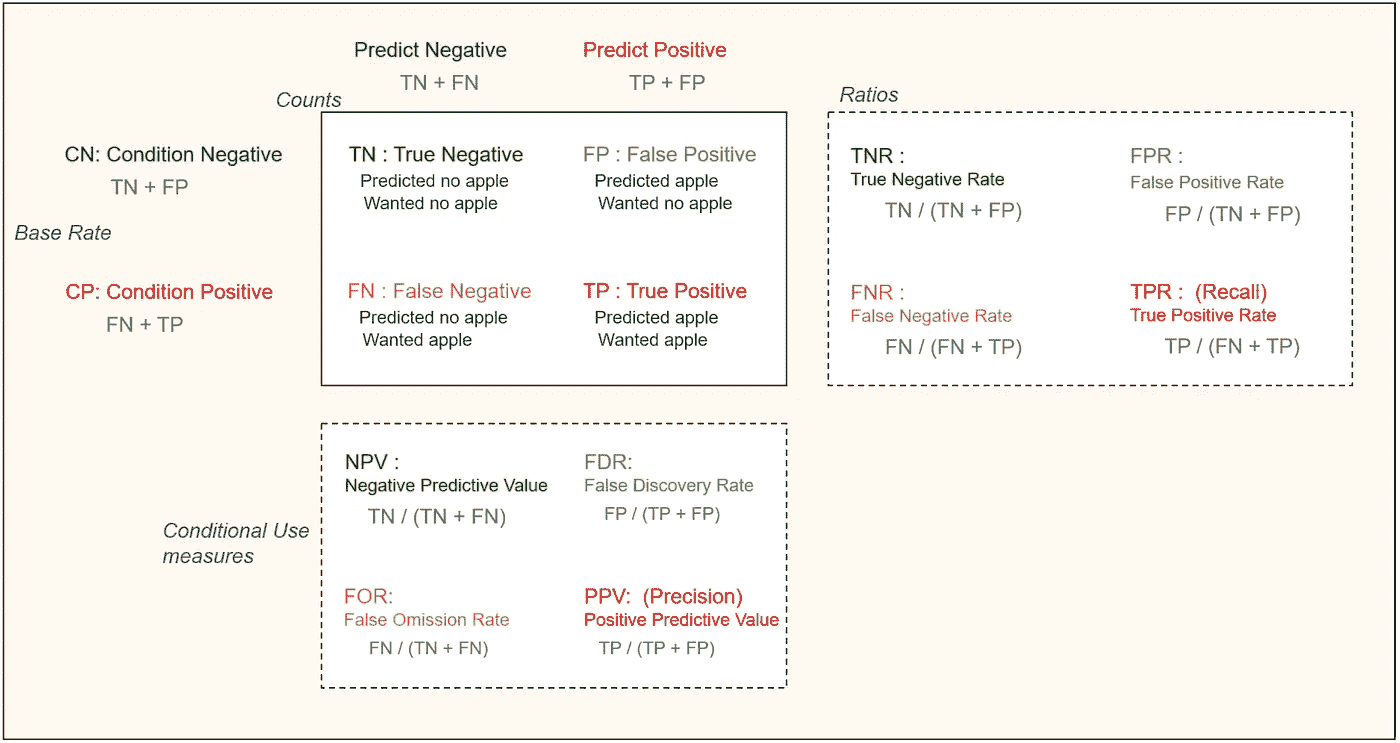 Predict Negative
TN + FN
Predict Positive
TP + FP
Counts
Ratios
CN: Condition Negative
TN + FP
Base Rate
CP: Condition Positive
FN + TP
TN : True Negative
Predicted no apple
Wanted no apple
FP : False Positive
Predicted apple
Wanted no apple
FN : False Negative
Predicted no apple
Wanted apple
TP : True Positive
Predicted apple
Wanted apple
TNR :
True Negative Rate
TN / (TN + FP)
FPR :
False Positive Rate
FP / (TN + FP)
FNR :
False Negative Rate
FN / (FN + TP)
TPR : (Recall)
True Positive Rate
TP / (FN + TP)
Conditional Use
measures
NPV :
Negative Predictive Value
TN / (TN + FN)
FDR:
False Discovery Rate
FP / (TP + FP)
FOR:
False Omission Rate
FN / (TN + FN)
PPV: (Precision)
Positive Predictive Value
TP / (TP + FP)